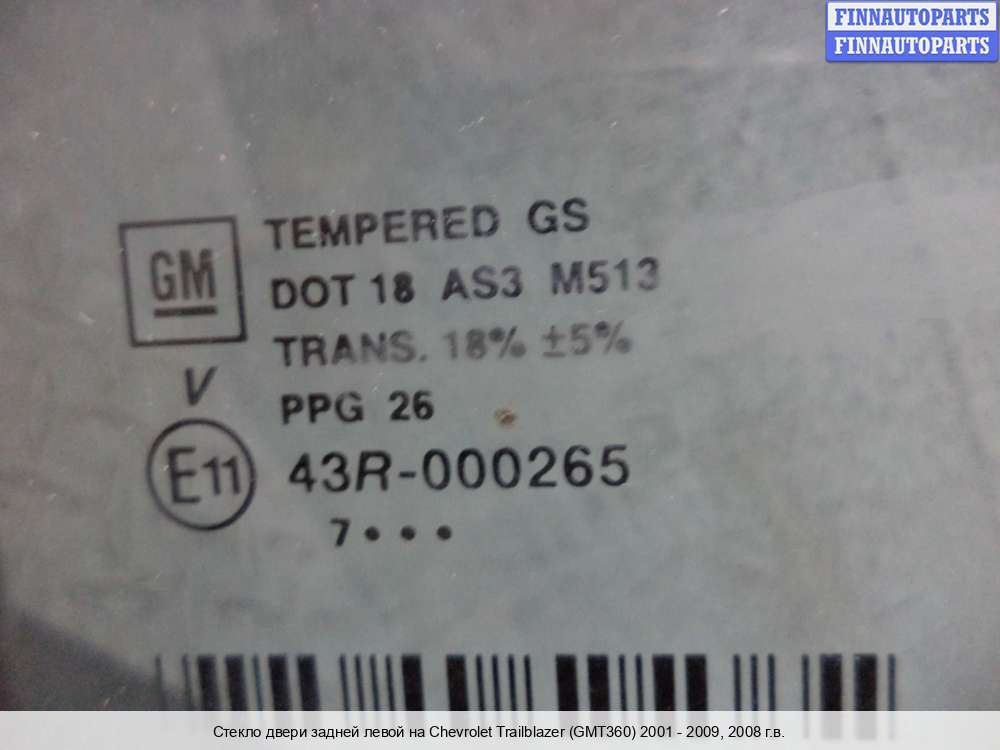 FINNAUTOPARTS
FINNAUTOPARTS
TEMPERED GS
GM
DOT 18 AS3 M513
TRANS. 18% ±5%
V
PPG 26
E11 43R-000265
7•••
Стекло двери задней левой на Chevrolet Trailblazer (GMT360) 2001 - 2009, 2008 г.в.